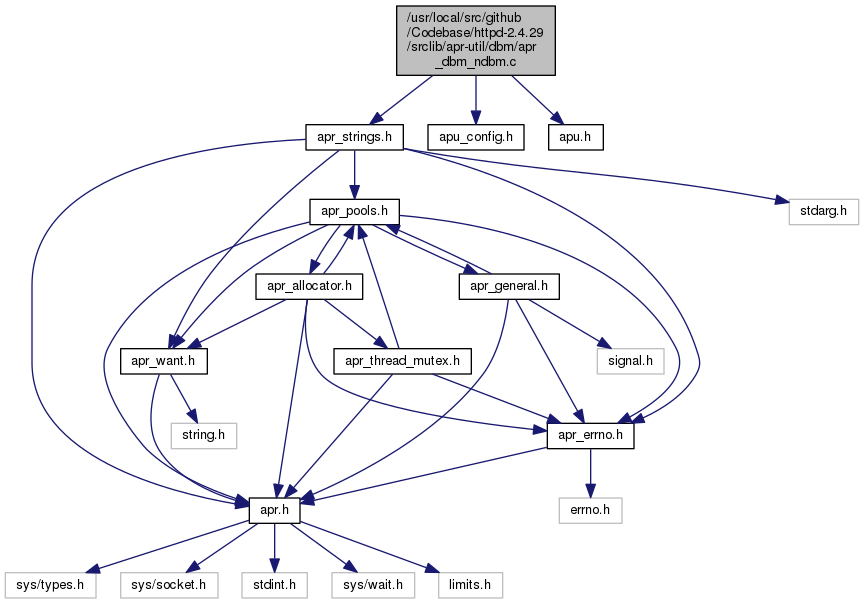 /usr/local/src/github
/Codebase/httpd-2.4.29
/srclib/apr-util/dbm/apr
_dbm_ndbm.c
apr_strings.h
apu_config.h
apu.h
apr_pools.h
stdarg.h
apr_allocator.h
apr_general.h
apr_want.h
apr_thread_mutex.h
signal.h
string.h
apr_errno.h
apr.h
errno.h
sys/types.h
sys/socket.h
stdint.h
sys/wait.h
limits.h